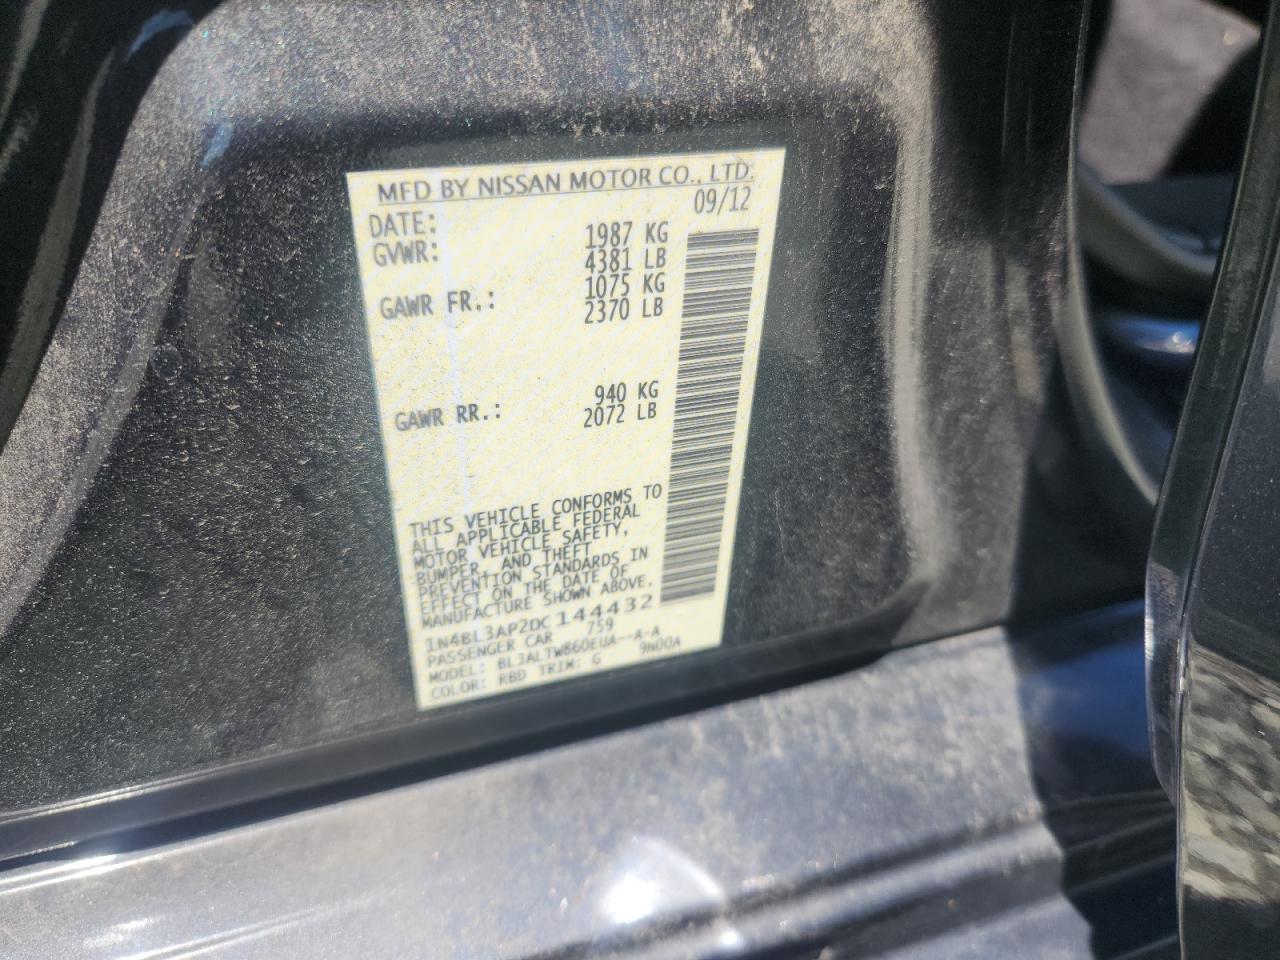 MFD BY NISSAN MOTOR CO., LTD.
DATE: 09/12
GVWR: 1987 KG
4381 LB
GAWR FR.: 1075 KG
2370 LB
940 KG
GAWR RR.: 2072 LB
THIS VEHICLE CONFORMS TO
ALL APPLICABLE FEDERAL
MOTOR VEHICLE SAFETY,
BUMPER, AND THEFT
PREVENTION STANDARDS IN
EFFECT ON THE DATE OF
MANUFACTURE SHOWN ABOVE.
1N4BL3AP2DC144432
PASSENGER CAR 759
MODEL: BLJALTW860EUA--A-A
COLOR: RBD TRIM: G 9N00A